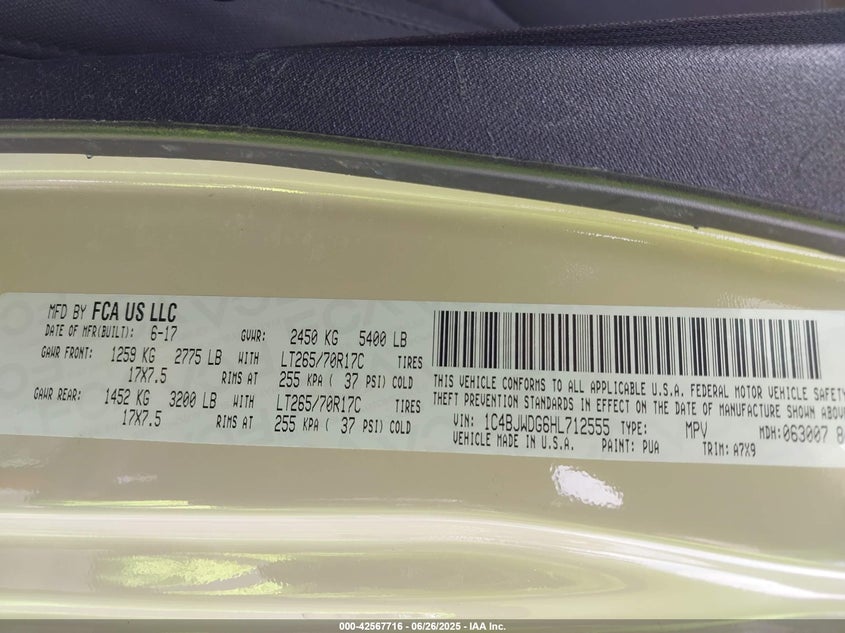 MFD BY FCA US LLC
DATE OF MFR(BUILT): 6-17 GVWR: 2450 KG 5400 LB
GAWR FRONT: 1259 KG 2775 LB WITH LT265/70R17C TIRES
17X7.5 RIMS AT 255 KPA ( 37 PSI) COLD
GAWR REAR: 1452 KG 3200 LB WITH LT265/70R17C TIRES
17X7.5 RIMS AT 255 KPA ( 37 PSI) COLD
THIS VEHICLE CONFORMS TO ALL APPLICABLE U.S.A. FEDERAL MOTOR VEHICLE SAFETY
THEFT PREVENTION STANDARDS IN EFFECT ON THE DATE OF MANUFACTURE SHOWN ABOVE
VIN: 1C4BJWDG6HL712555 TYPE: MPV MDH: 063007
VEHICLE MADE IN U.S.A. PAINT: PUA TRIM: A7X9
000-42567716 - 06/26/2025 - IAA Inc.